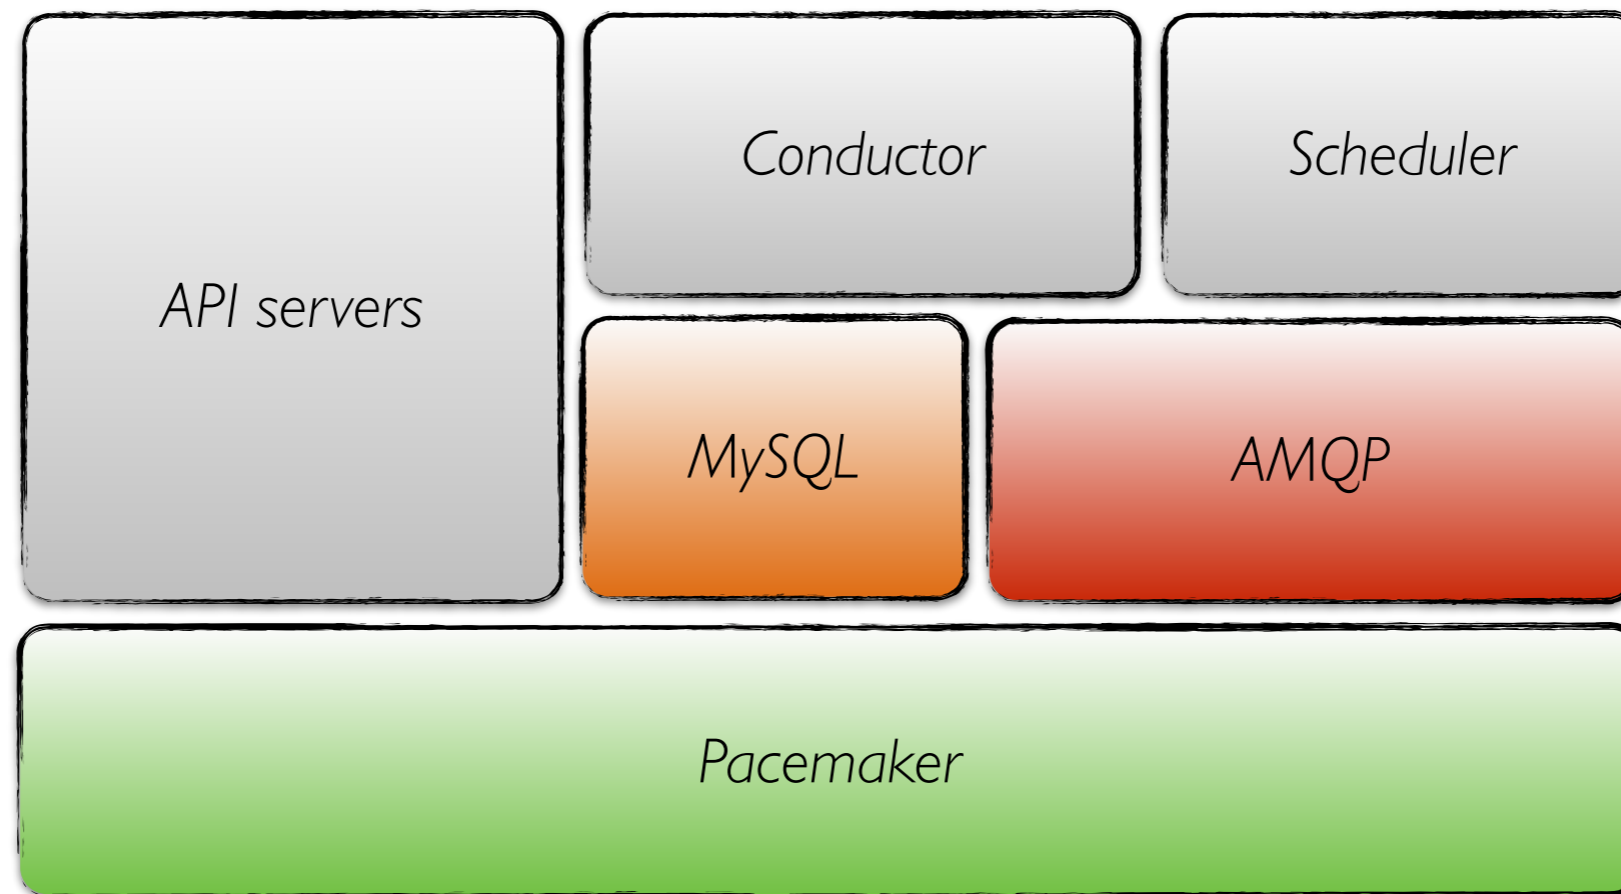 API servers
Conductor
Scheduler
MySQL
AMQP
Pacemaker